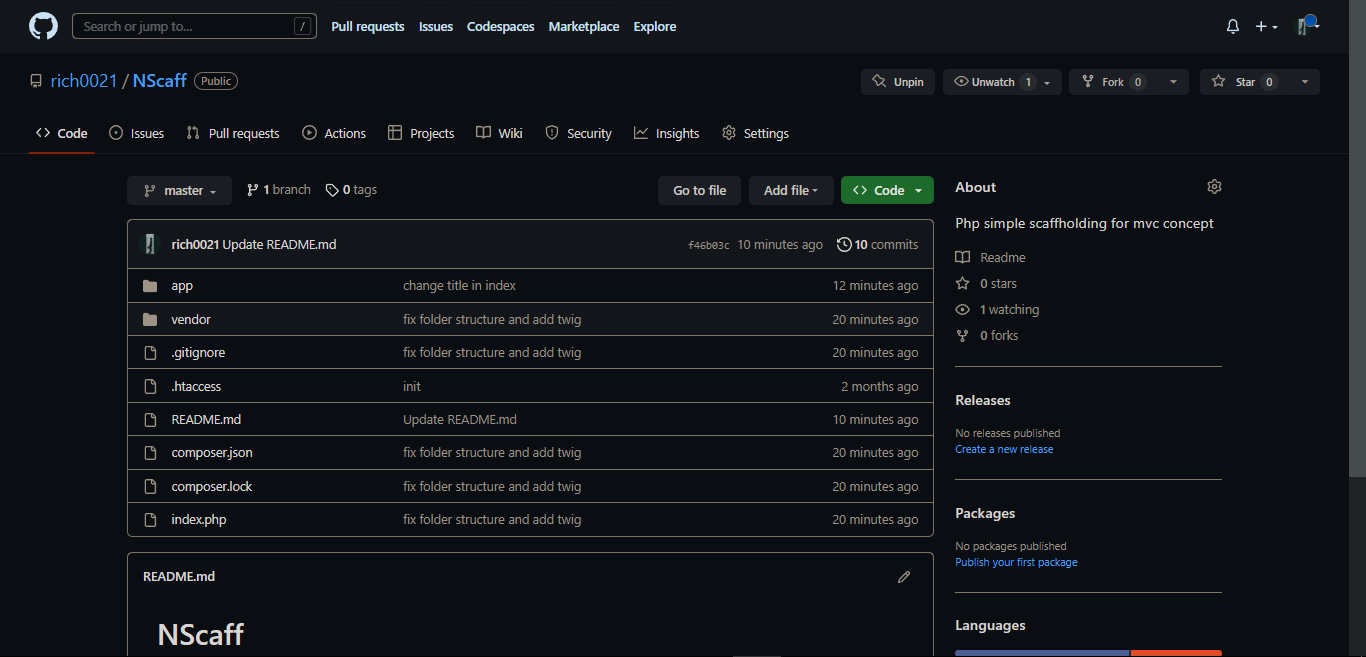 Search or jump to... /
Pull requests Issues Codespaces Marketplace Explore
rich0021 / NScaff Public
Unpin Unwatch 1 Fork 0 Star 0
Code Issues Pull requests Actions Projects Wiki Security Insights Settings
master 1 branch 0 tags Go to file Add file Code
rich0021 Update README.md f46b03c 10 minutes ago 10 commits
app change title in index 12 minutes ago
vendor fix folder structure and add twig 20 minutes ago
.gitignore fix folder structure and add twig 20 minutes ago
.htaccess init 2 months ago
README.md Update README.md 10 minutes ago
composer.json fix folder structure and add twig 20 minutes ago
composer.lock fix folder structure and add twig 20 minutes ago
index.php fix folder structure and add twig 20 minutes ago
README.md
NScaff
About
Php simple scaffholding for mvc concept
Readme
0 stars
1 watching
0 forks
Releases
No releases published
Create a new release
Packages
No packages published
Publish your first package
Languages